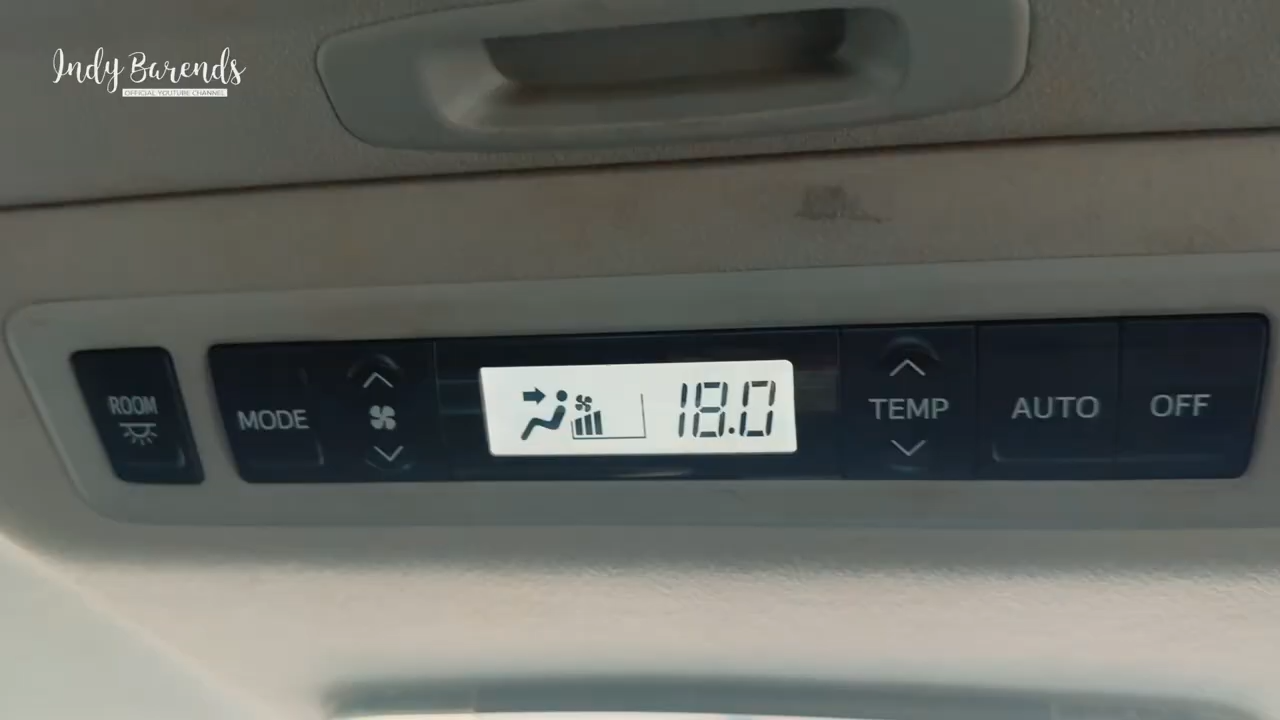 Indy Barends
OFFICIAL YOUTUBE CHANNEL
ROOM
MODE
18.0
TEMP
AUTO
OFF